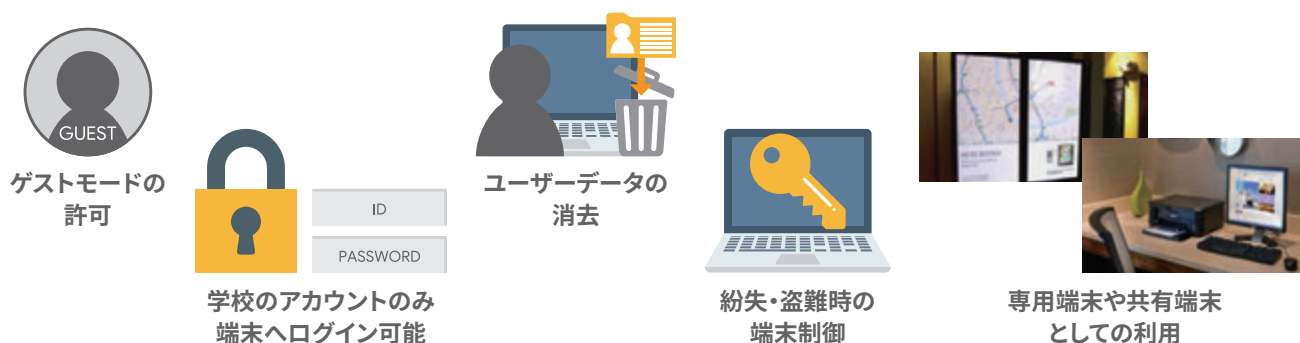 GUEST
ゲストモードの
許可
ID
PASSWORD
学校のアカウントのみ
端末へログイン可能
ユーザーデータの
消去
紛失・盗難時の
端末制御
専用端末や共有端末
としての利用